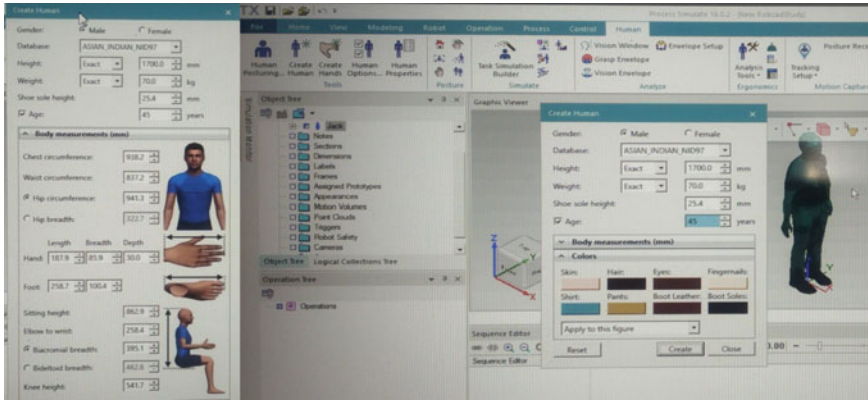 Create Human
Gender: Male Female
Database: ASIAN_INDIAN_NID97
Height: Exact 1700.0 mm
Weight: Exact 70.0 kg
Shoe sole height: 25.4 mm
Age: 45 years
Body measurements (mm)
Chest circumference: 938.2
Waist circumference: 837.2
Hip circumference: 941.3
Hip breadth: 322.7
Length Breadth Depth
Hand: 187.9 85.9 30.0
Foot: 258.7 100.4
Sitting height: 862.9
Elbow to wrist: 258.4
Biacromial breadth: 395.1
Bideltoid breadth: 462.6
Knee height: 541.7
Process Simulate 16.0.2
File Home View Modeling Robot Operation Process Control Human
Human Posturing...
Create Human
Create Hands
Human Options...
Human Properties
Tools
Posture
Task Simulation Builder
Simulate
Vision Window
Grasp Envelope
Vision Envelope
Envelope Setup
Analyze
Analysis Tools
Ergonomics
Tracking Setup
Posture Rec
Motion Captur
Simulator Monitor
Object Tree
Jack
Notes
Sections
Dimensions
Labels
Frames
Assigned Prototypes
Appearances
Motion Volumes
Point Clouds
Triggers
Robot Safety
Cameras
Object Tree Logical Collections Tree
Operation Tree
Operations
Graphic Viewer
Z
Y
X
Sequence Editor
Sequence Editor
Create Human
Gender: Male Female
Database: ASIAN_INDIAN_NID97
Height: Exact 1700.0 mm
Weight: Exact 70.0 kg
Shoe sole height: 25.4 mm
Age: 45 years
Body measurements (mm)
Colors
Skin: Hair: Eyes: Fingernails:
Shirt: Pants: Boot Leather: Boot Soles:
Apply to this figure
Reset Create Close